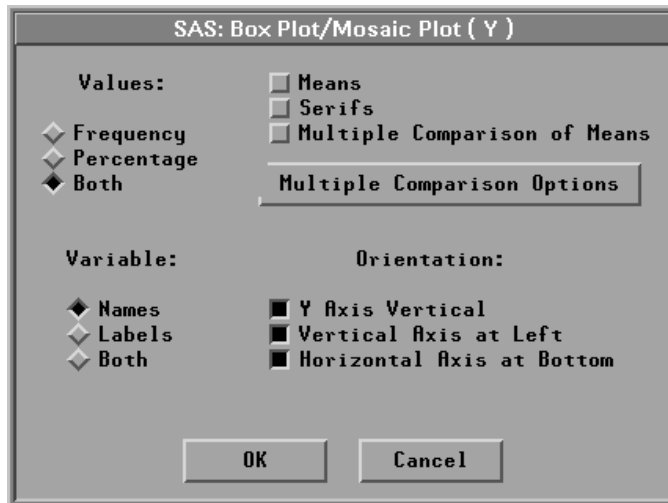 SAS: Box Plot/Mosaic Plot ( Y )
Values:
Frequency
Percentage
Both
Means
Serifs
Multiple Comparison of Means
Multiple Comparison Options
Variable:
Names
Labels
Both
Orientation:
Y Axis Vertical
Vertical Axis at Left
Horizontal Axis at Bottom
OK
Cancel